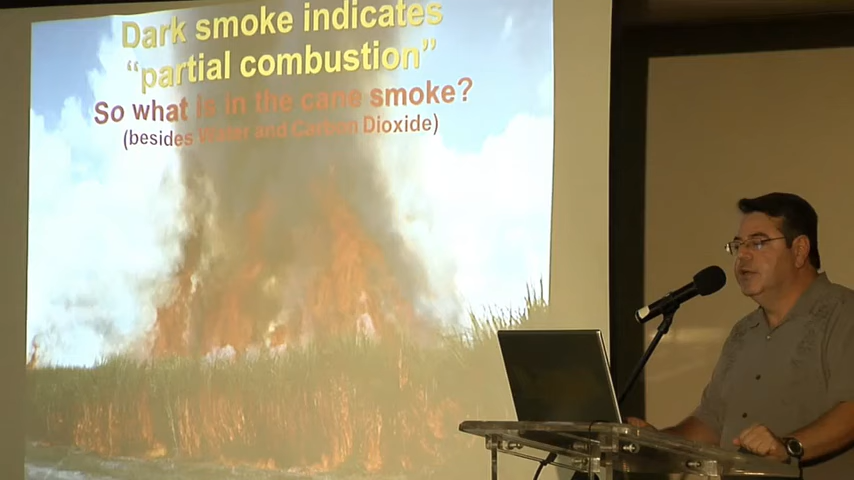 Dark smoke indicates
“partial combustion”
So what is in the cane smoke?
(besides Water and Carbon Dioxide)